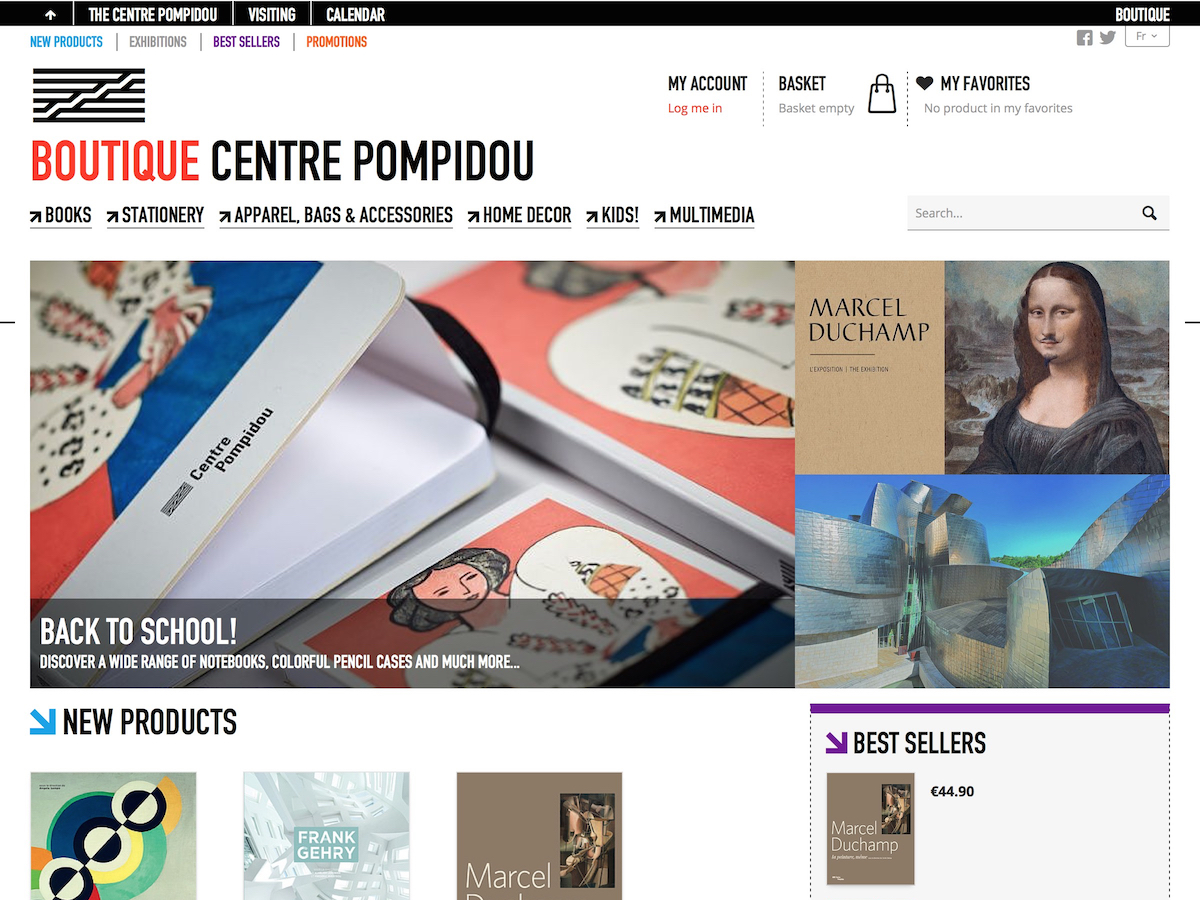 THE CENTRE POMPIDOU
VISITING
CALENDAR
BOUTIQUE
NEW PRODUCTS
EXHIBITIONS
BEST SELLERS
PROMOTIONS
Fr
MY ACCOUNT
Log me in
BASKET
Basket empty
MY FAVORITES
No product in my favorites
BOUTIQUE CENTRE POMPIDOU
BOOKS
STATIONERY
APPAREL, BAGS & ACCESSORIES
HOME DECOR
KIDS!
MULTIMEDIA
Search...
Centre
Pompidou
BACK TO SCHOOL!
DISCOVER A WIDE RANGE OF NOTEBOOKS, COLORFUL PENCIL CASES AND MUCH MORE...
MARCEL
DUCHAMP
L'EXPOSITION | THE EXHIBITION
NEW PRODUCTS
FRANK
GEHRY
Marcel
BEST SELLERS
Marcel
Duchamp
€44.90